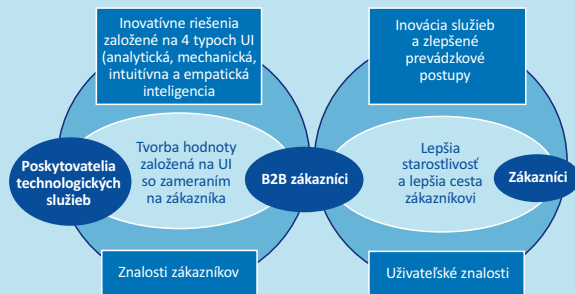 Inovatívne riešenia
založené na 4 typoch UI
(analytická, mechanická,
intuitívna a empatická
inteligencia
Inovácia služieb
a zlepšené
prevádzkové
postupy
Poskytovatelia
technologických
služieb
Tvorba hodnoty
založená na UI
so zameraním
na zákazníka
B2B zákazníci
Lepšia
starostlivosť
a lepšia cesta
zákazníkovi
Zákazníci
Znalosti zákazníkov
Uživateľské znalosti